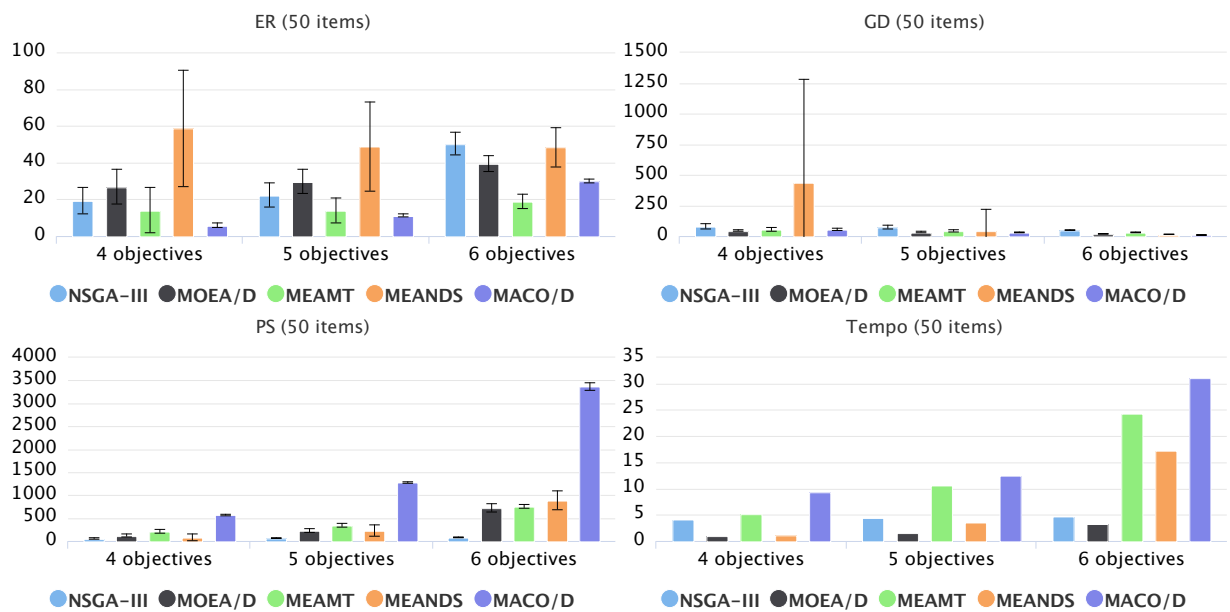 ER (50 items)
100
80
60
40
20
0
4 objectives 5 objectives 6 objectives
NSGA-III MOEA/D MEAMT MEANDS MACO/D
GD (50 items)
1500
1250
1000
750
500
250
0
4 objectives 5 objectives 6 objectives
NSGA-III MOEA/D MEAMT MEANDS MACO/D
PS (50 items)
4000
3500
3000
2500
2000
1500
1000
500
0
4 objectives 5 objectives 6 objectives
NSGA-III MOEA/D MEAMT MEANDS MACO/D
Tempo (50 items)
35
30
25
20
15
10
5
0
4 objectives 5 objectives 6 objectives
NSGA-III MOEA/D MEAMT MEANDS MACO/D